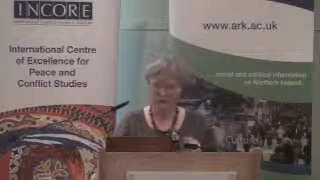 INCORE
International Centre
of Excellence for
Peace and
Conflict Studies
www.ark.ac.uk
social and political information
on Northern Ireland
Culture